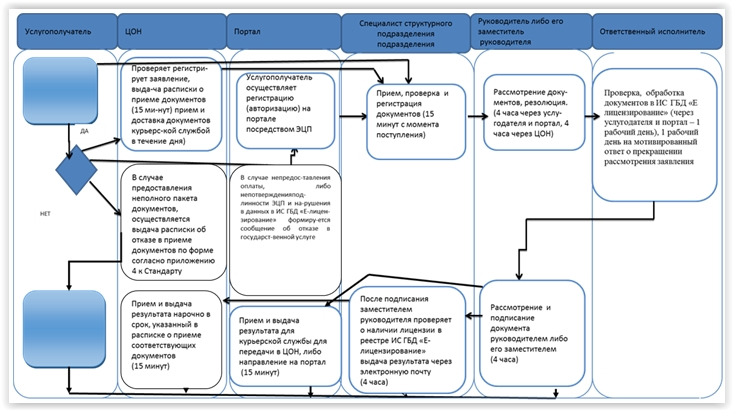 Услугополучатель
ЦОН
Портал
Специалист структурного
подразделения
подразделения
Руководитель либо его
заместитель
руководителя
Ответственный исполнитель
Проверяет регистри-
рует заявление,
выда-ча расписки о
приеме документов
(15 ми-нут) прием и
доставка документов
курьерс-кой службой
в течение дня)
Услугополучатель
осуществляет
регистрацию
(авторизацию) на
портале
посредством ЭЦП
Прием, проверка и
регистрация
документов (15
минут с момента
поступления)
Рассмотрение доку-
ментов, резолюция.
(4 часа через услу-
годателя и портал, 4
часа через ЦОН)
Проверка, обработка
документов в ИС ГБД «Е
лицензирование» (через
услугодателя и портал – 1
рабочий день), 1 рабочий
день на мотивированный
ответ о прекращении
рассмотрения заявления
ДА
НЕТ
В случае
предоставления
неполного пакета
документов,
осуществляется
выдача расписки об
отказе в приеме
документов по форме
согласно приложению
4 к Стандарту
В случае непредос-тавления
оплаты, либо
непотвержденияпод-
линности ЭЦП и на-рушения
в данных в ИС ГБД «Е-лицен-
зирование» формиру-ется
сообщение об отказе в
государст-венной услуге
Прием и выдача
результата нарочно в
срок, указанный в
расписке о приеме
соответствующих
документов
(15 минут)
Прием и выдача
результата для
курьерской службы для
передачи в ЦОН, либо
направление на портал
(15 минут)
После подписания
заместителем
руководителя проверяет
о наличии лицензии в
реестре ИС ГБД «Е-
лицензирование»
выдача результата через
электронную почту
(4 часа)
Рассмотрение и
подписание
документа
руководителем либо
его заместителем
(4 часа)